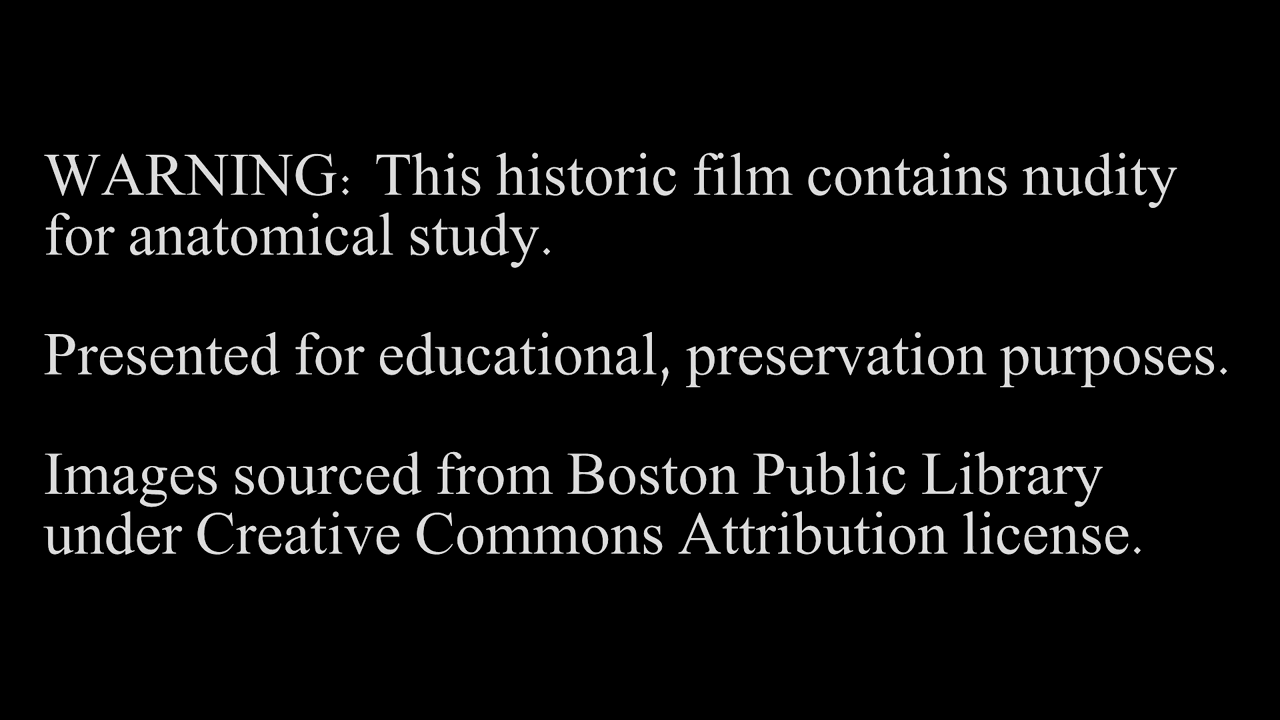 WARNING: This historic film contains nudity
for anatomical study.
Presented for educational, preservation purposes.
Images sourced from Boston Public Library
under Creative Commons Attribution license.